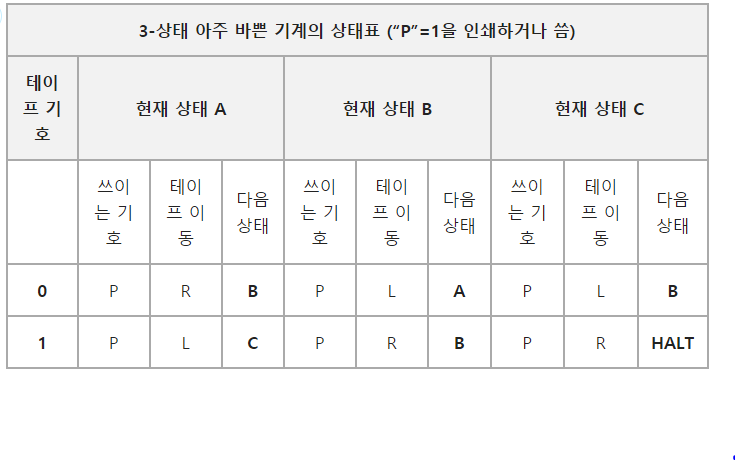 3-상태 아주 바쁜 기계의 상태표 (“P”=1을 인쇄하거나 씀)
테이
프 기
호
현재 상태 A
현재 상태 B
현재 상태 C
쓰이
는 기
호
테이
프 이
동
다음
상태
쓰이
는 기
호
테이
프 이
동
다음
상태
쓰이
는 기
호
테이
프 이
동
다음
상태
0 P R B P L A P L B
1 P L C P R B P R HALT